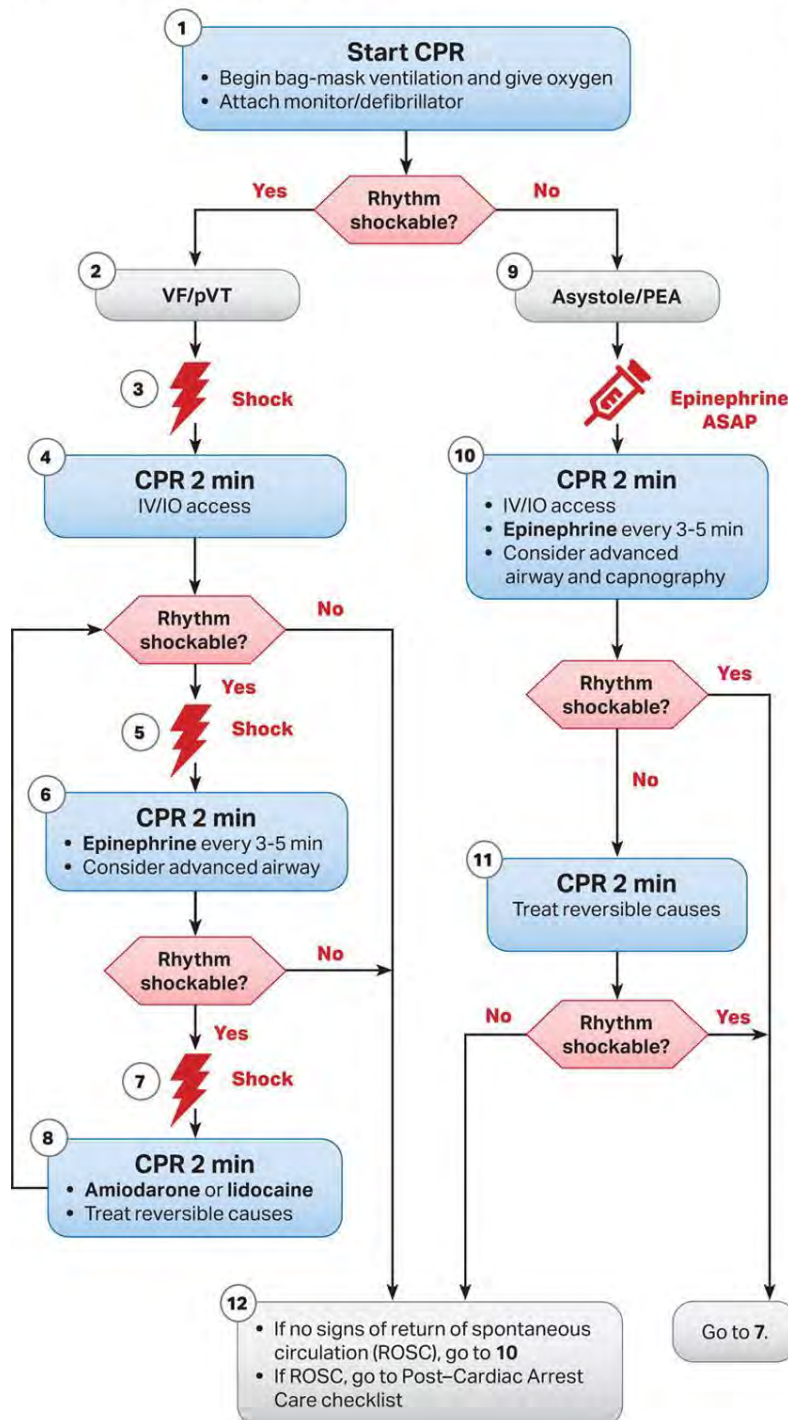 1
Start CPR
• Begin bag-mask ventilation and give oxygen
• Attach monitor/defibrillator
Yes
Rhythm
shockable?
No
2
VF/pVT
9
Asystole/PEA
3
Shock
Epinephrine
ASAP
4
CPR 2 min
IV/IO access
10
CPR 2 min
• IV/IO access
• Epinephrine every 3-5 min
• Consider advanced
airway and capnography
Rhythm
shockable?
No
Yes
5
Shock
Rhythm
shockable?
Yes
No
6
CPR 2 min
• Epinephrine every 3-5 min
• Consider advanced airway
11
CPR 2 min
Treat reversible causes
Rhythm
shockable?
No
Yes
7
Shock
No
Rhythm
shockable?
Yes
8
CPR 2 min
• Amiodarone or lidocaine
• Treat reversible causes
12
• If no signs of return of spontaneous
circulation (ROSC), go to 10
• If ROSC, go to Post–Cardiac Arrest
Care checklist
Go to 7.